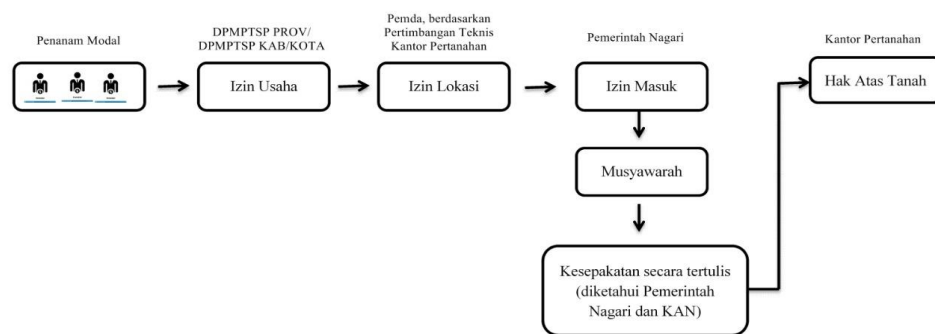 Penanam Modal
DPMPTSP PROV/
DPMPTSP KAB/KOTA
Izin Usaha
Pemda, berdasarkan
Pertimbangan Teknis
Kantor Pertanahan
Izin Lokasi
Pemerintah Nagari
Izin Masuk
Musyawarah
Kesepakatan secara tertulis
(diketahui Pemerintah
Nagari dan KAN)
Kantor Pertanahan
Hak Atas Tanah